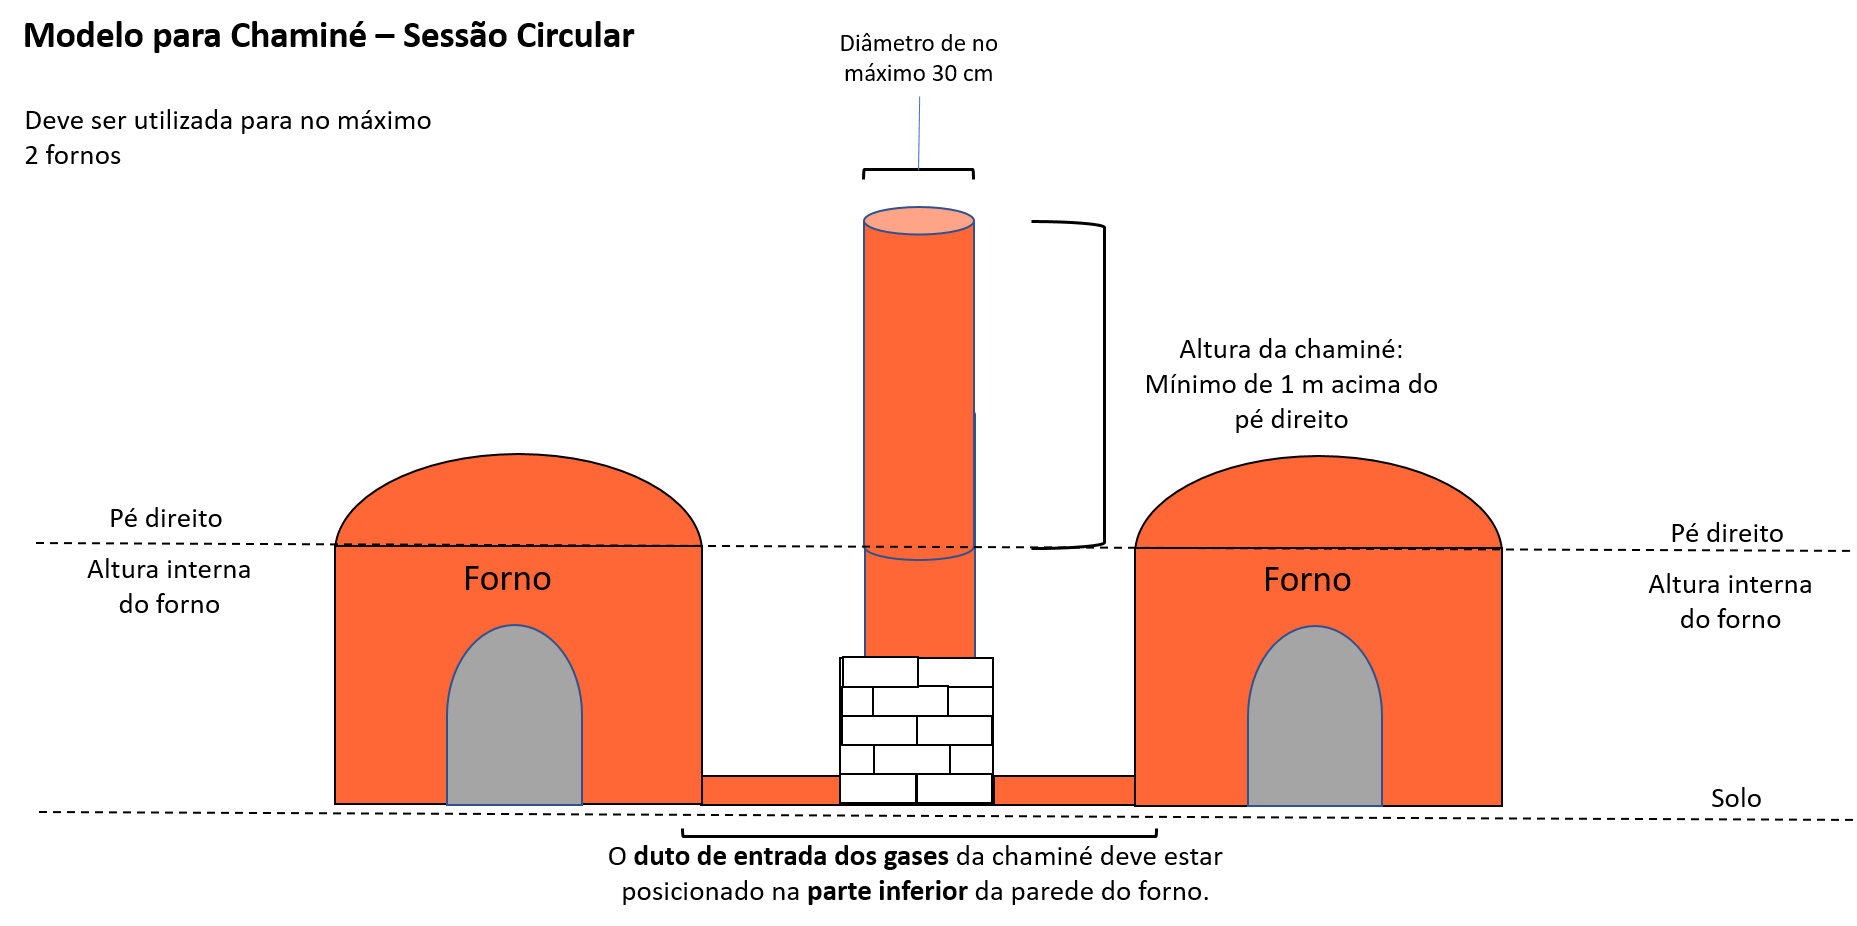 Modelo para Chaminé – Sessão Circular
Diâmetro de no
máximo 30 cm
Deve ser utilizada para no máximo
2 fornos
Altura da chaminé:
Mínimo de 1 m acima do
pé direito
Pé direito
Altura interna
do forno
Forno
Forno
Pé direito
Altura interna
do forno
Solo
O duto de entrada dos gases da chaminé deve estar
posicionado na parte inferior da parede do forno.